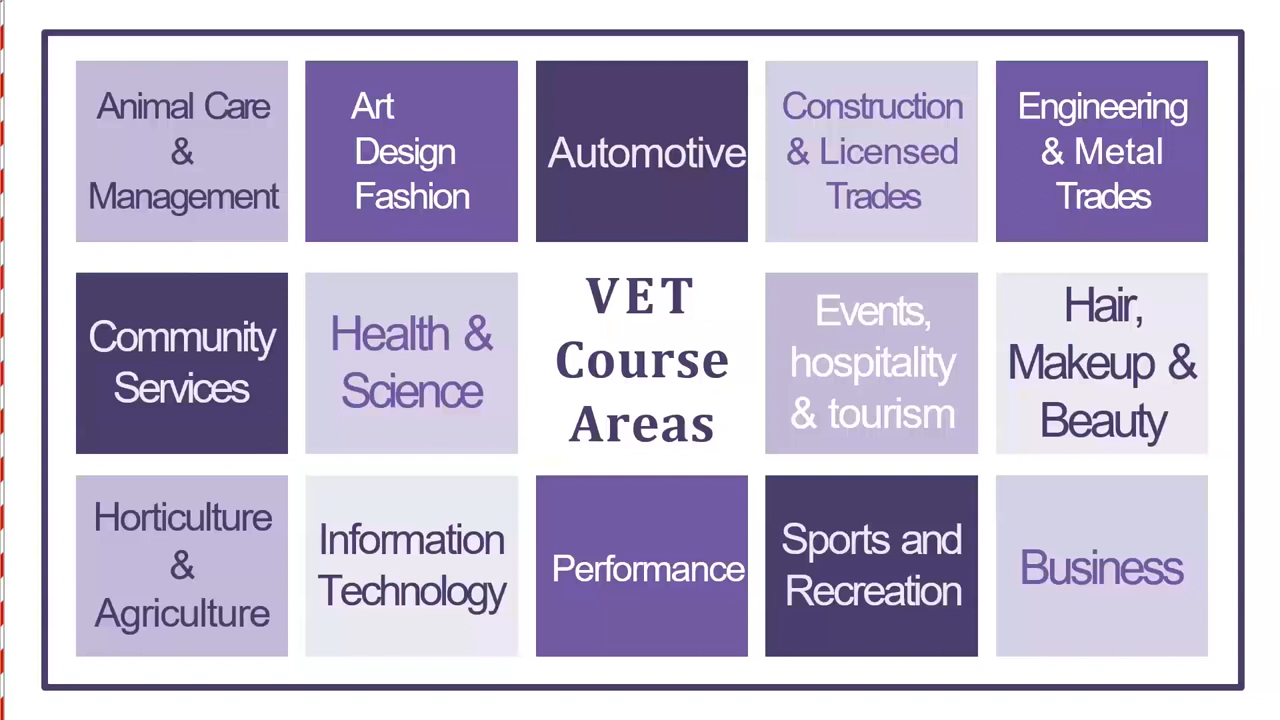 Animal Care
&
Management
Art
Design
Fashion
Automotive
Construction
& Licensed
Trades
Engineering
& Metal
Trades
Community
Services
Health &
Science
VET
Course
Areas
Events,
hospitality
& tourism
Hair,
Makeup &
Beauty
Horticulture
&
Agriculture
Information
Technology
Performance
Sports and
Recreation
Business